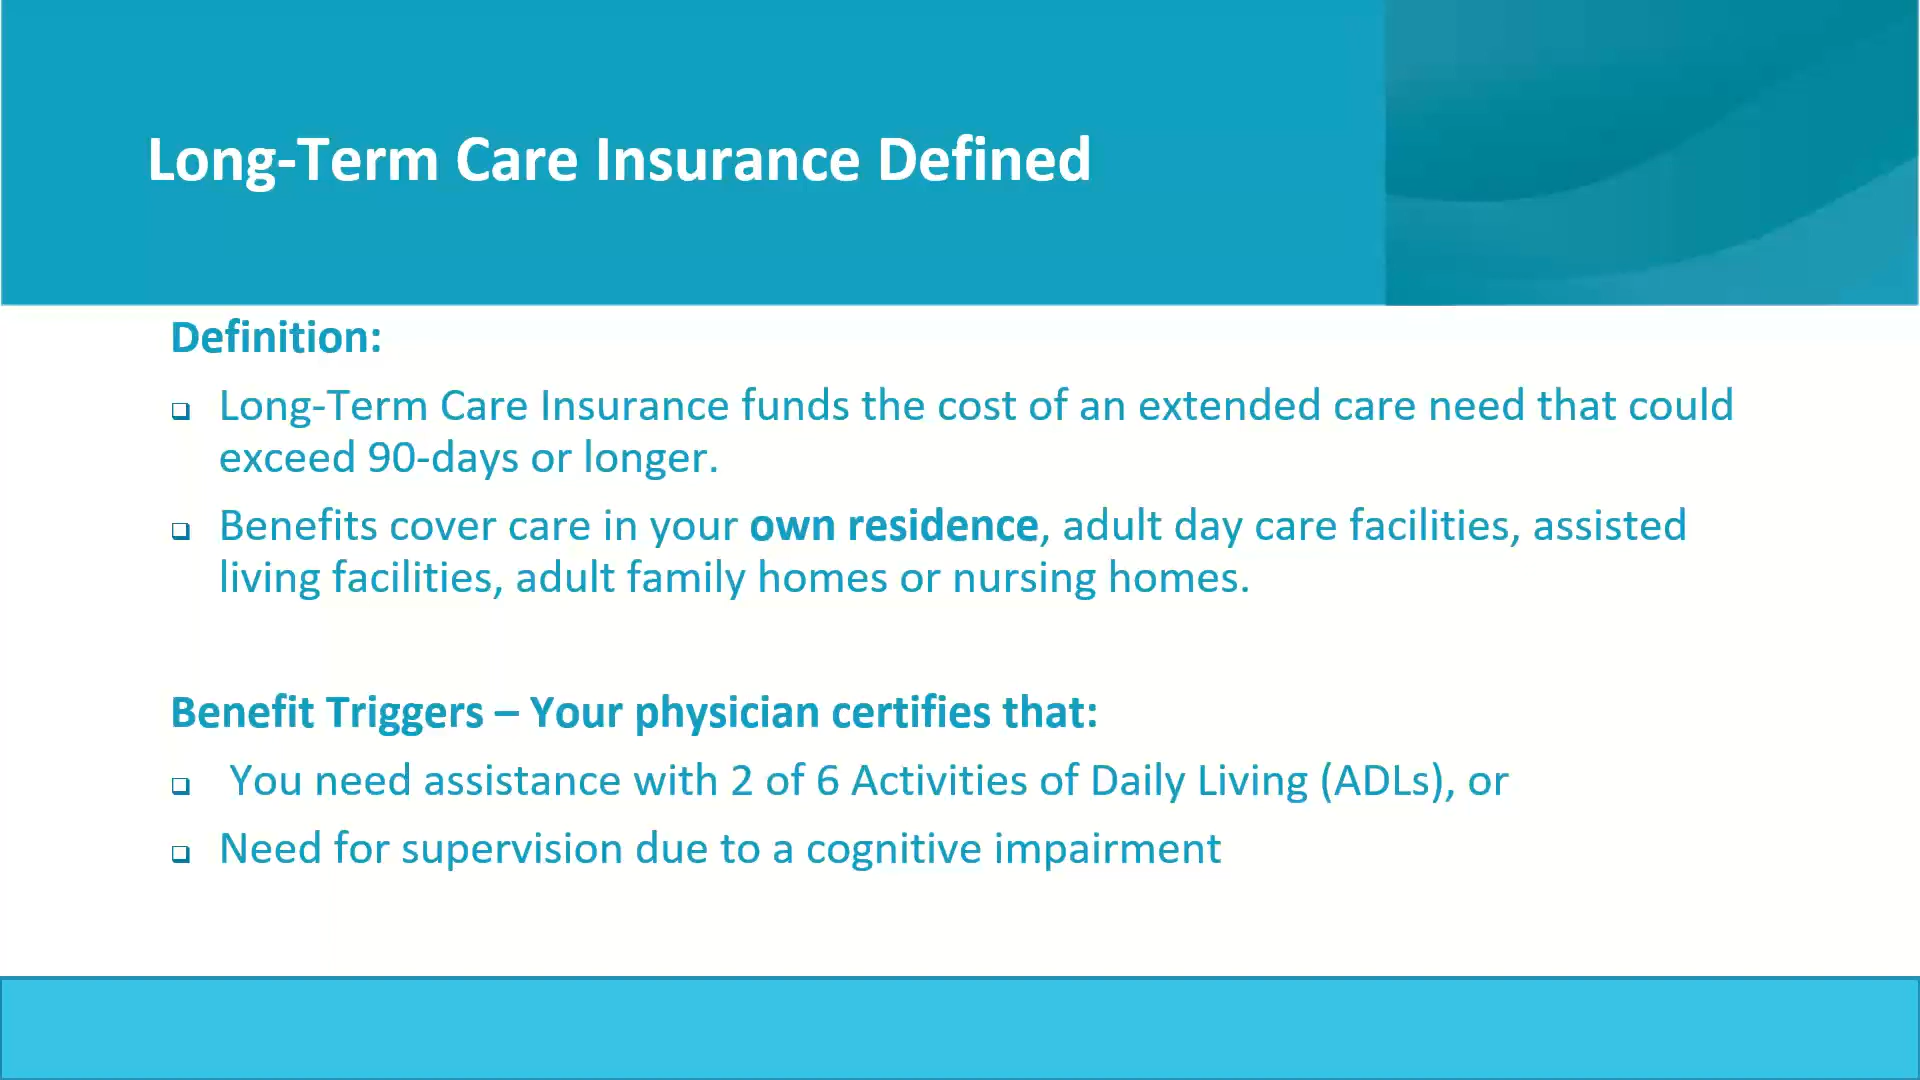 Long-Term Care Insurance Defined
Definition:
❑ Long-Term Care Insurance funds the cost of an extended care need that could
exceed 90-days or longer.
❑ Benefits cover care in your own residence, adult day care facilities, assisted
living facilities, adult family homes or nursing homes.
Benefit Triggers – Your physician certifies that:
❑ You need assistance with 2 of 6 Activities of Daily Living (ADLs), or
❑ Need for supervision due to a cognitive impairment